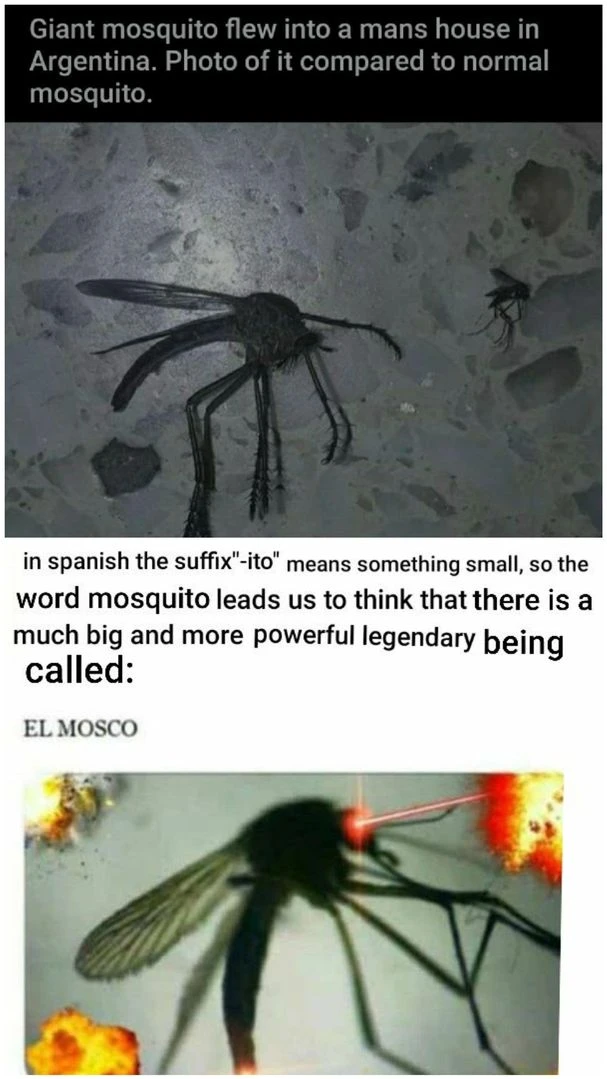 Giant mosquito flew into a mans house in
Argentina. Photo of it compared to normal
mosquito.
in spanish the suffix"-ito" means something small, so the
word mosquito leads us to think that there is a
much big and more powerful legendary being
called:
EL MOSCO